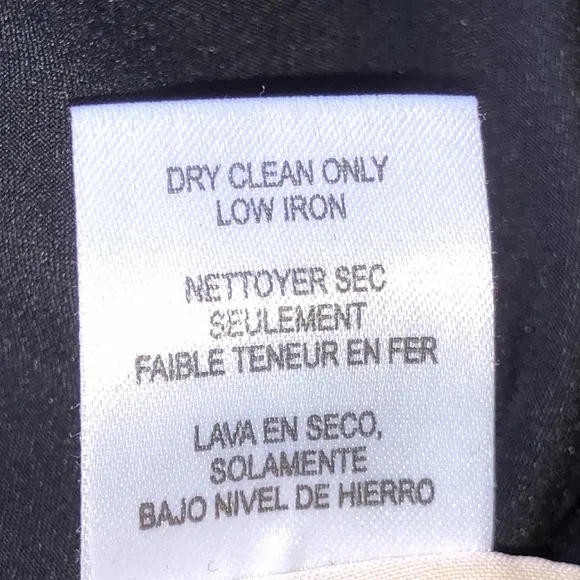 DRY CLEAN ONLY
LOW IRON
NETTOYER SEC
SEULEMENT
FAIBLE TENEUR EN FER
LAVA EN SECO,
SOLAMENTE
BAJO NIVEL DE HIERRO